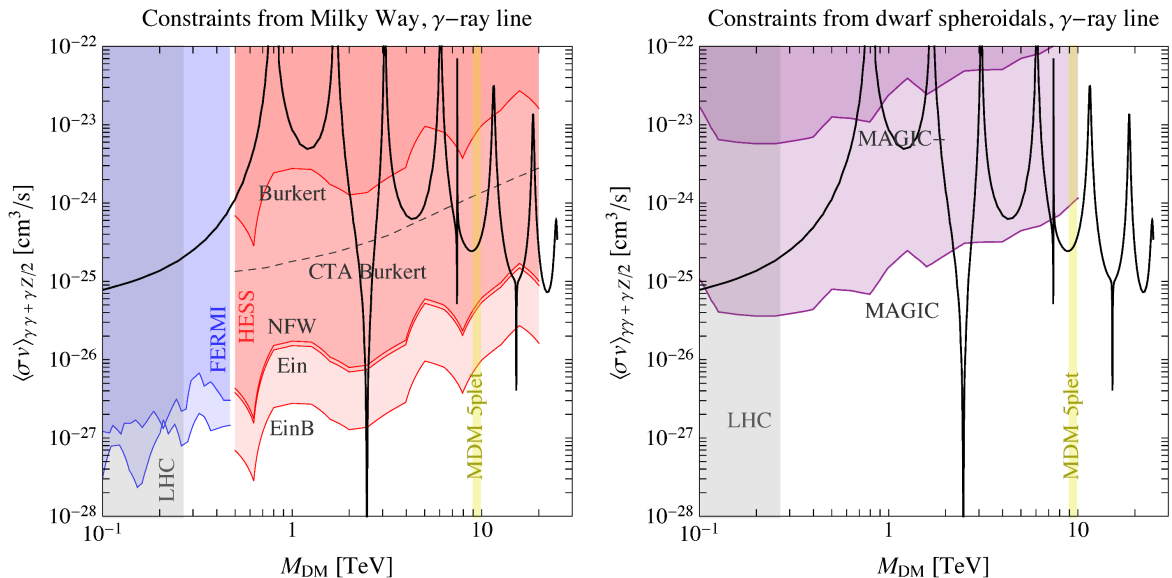 Constraints from Milky Way, γ−ray line
10⁻²²
10⁻²³
10⁻²⁴
10⁻²⁵
10⁻²⁶
10⁻²⁷
10⁻²⁸
⟨σv⟩γγ+γZ/2 [cm³/s]
Burkert
CTA Burkert
FERMI
HESS
NFW
Ein
EinB
LHC
MDM 5plet
10⁻¹
1
10
M_DM [TeV]
Constraints from dwarf spheroidals, γ−ray line
10⁻²²
10⁻²³
10⁻²⁴
10⁻²⁵
10⁻²⁶
10⁻²⁷
10⁻²⁸
⟨σv⟩γγ+γZ/2 [cm³/s]
MAGIC−
MAGIC
LHC
MDM 5plet
10⁻¹
1
10
M_DM [TeV]